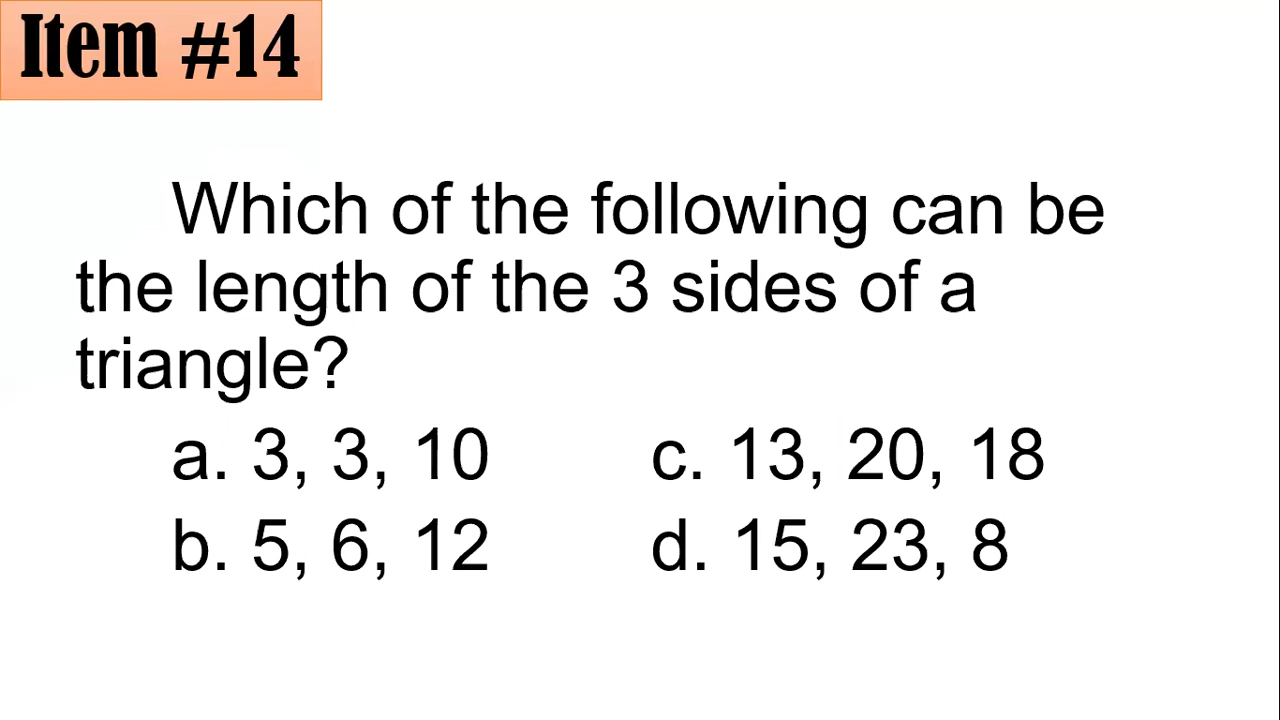 Item #14
Which of the following can be
the length of the 3 sides of a
triangle?
a. 3, 3, 10 c. 13, 20, 18
b. 5, 6, 12 d. 15, 23, 8